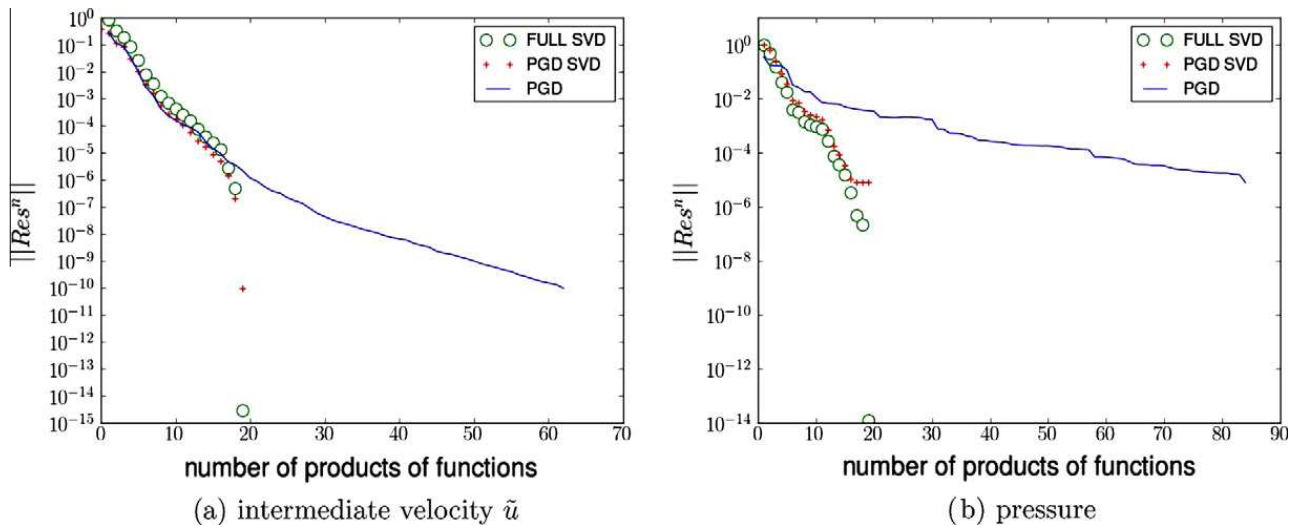 10^0
10^-1
10^-2
10^-3
10^-4
10^-5
10^-6
10^-7
10^-8
10^-9
10^-10
10^-11
10^-12
10^-13
10^-14
10^-15
||Res^n||
0 10 20 30 40 50 60 70
number of products of functions
FULL SVD
PGD SVD
PGD
(a) intermediate velocity ũ
10^0
10^-2
10^-4
10^-6
10^-8
10^-10
10^-12
10^-14
||Res^n||
0 10 20 30 40 50 60 70 80 90
number of products of functions
FULL SVD
PGD SVD
PGD
(b) pressure